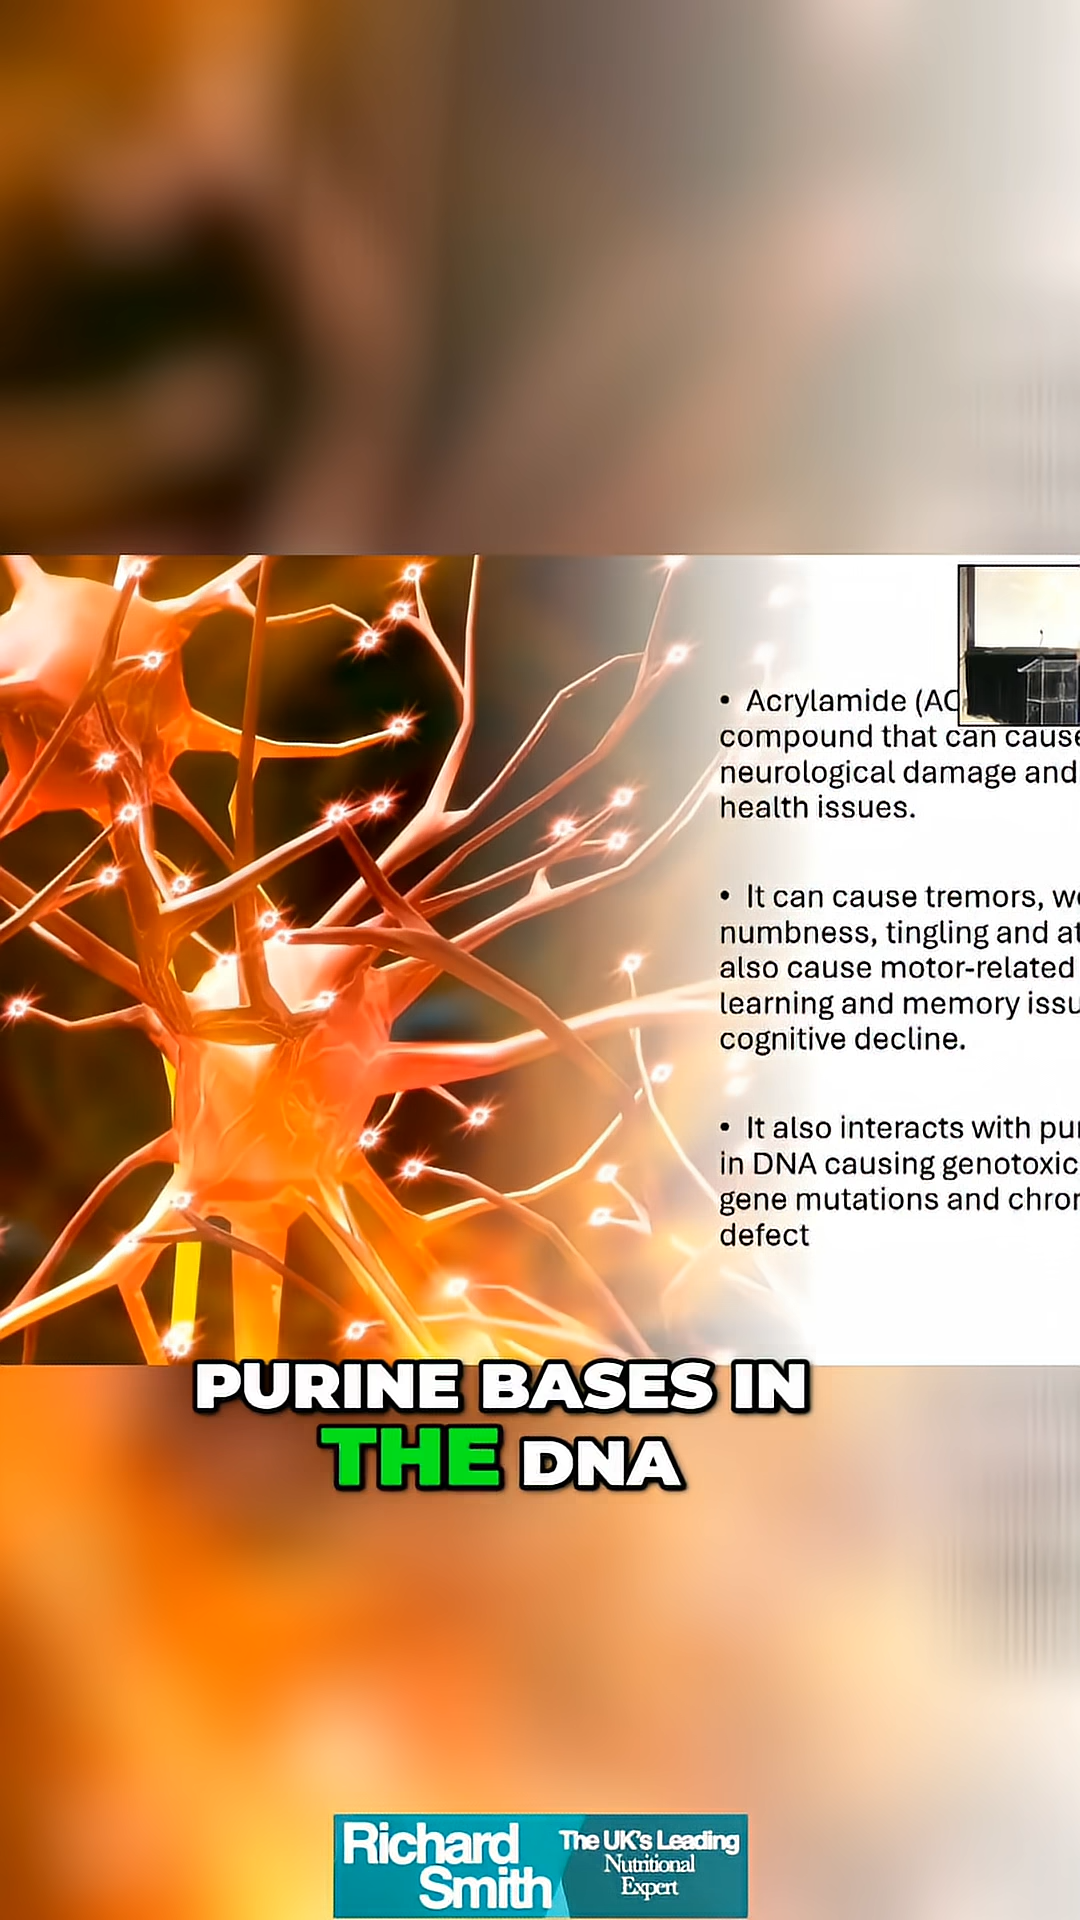 • Acrylamide (AC
compound that can cause
neurological damage and
health issues.
• It can cause tremors, we
numbness, tingling and at
also cause motor-related
learning and memory issu
cognitive decline.
• It also interacts with pur
in DNA causing genotoxic
gene mutations and chror
defect
PURINE BASES IN
THE DNA
Richard
Smith
The UK's Leading
Nutritional
Expert